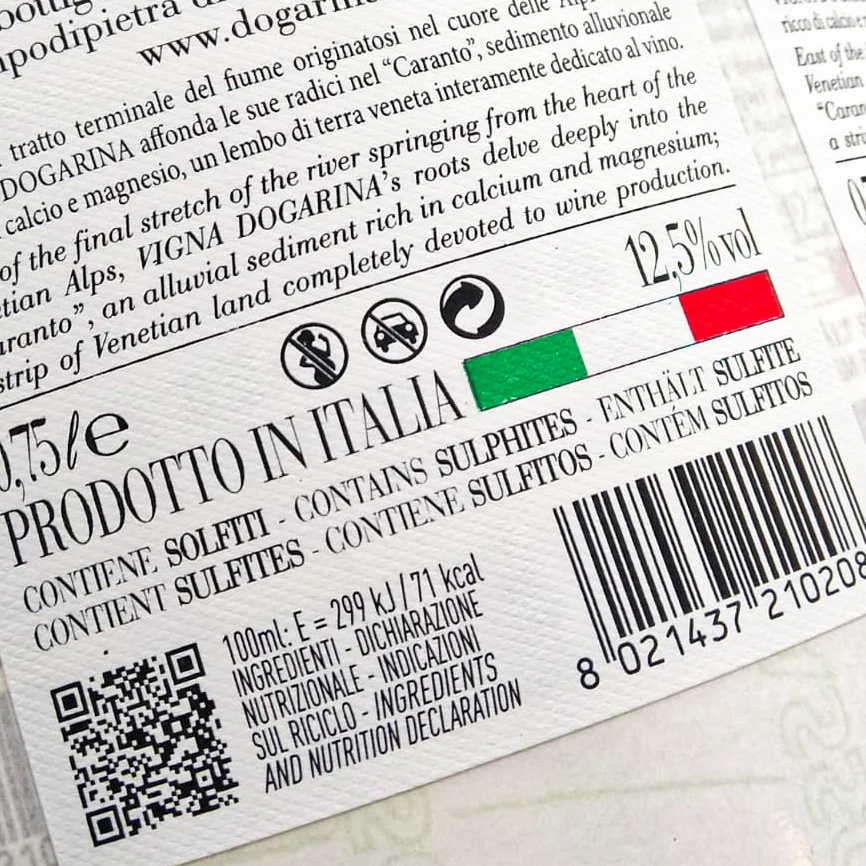 www.dogarin
tratto terminale del fiume originatosi nel cuore delle
DOGARINA affonda le sue radici nel “Caranto”, sedimento alluvionale
calcio e magnesio, un lembo di terra veneta interamente dedicato al vino.
of the final stretch of the river springing from the heart of the
Alps, VIGNA DOGARINA’s roots delve deeply into the
”, an alluvial sediment rich in calcium and magnesium;
strip of Venetian land completely devoted to wine production.
12,5% vol
0,75 ℓ e
PRODOTTO IN ITALIA
CONTIENE SOLFITI - CONTAINS SULPHITES - ENTHÄLT SULFITE
CONTIENT SULFITES - CONTIENE SULFITOS - CONTÉM SULFITOS
100ml: E = 299 kJ / 71 kcal
INGREDIENTI - DICHIARAZIONE
NUTRIZIONALE - INDICAZIONI
SUL RICICLO - INGREDIENTS
AND NUTRITION DECLARATION
8 021437 210208
East of the
Venetian